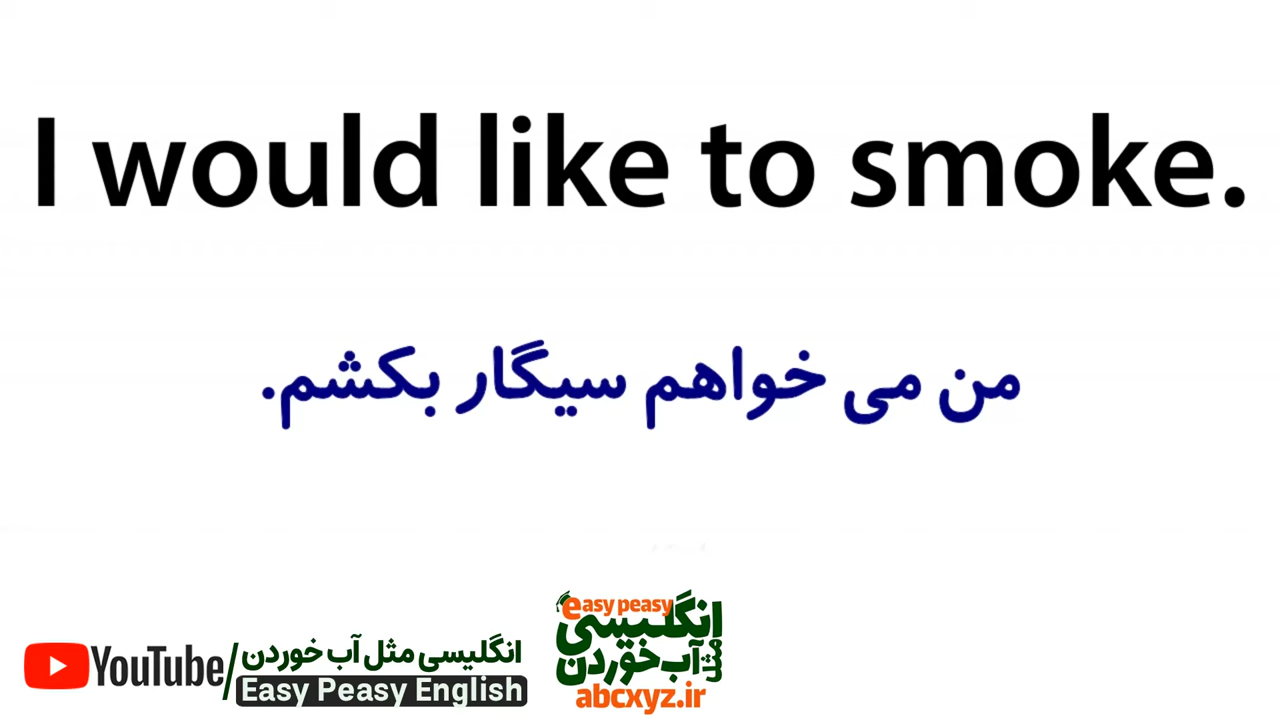 I would like to smoke.
من می خواهم سیگار بکشم.
YouTube/انگلیسی مثل آب خوردن
Easy Peasy English
easy peasy
انگلیسی
مثل
آب خوردن
abcxyz.ir